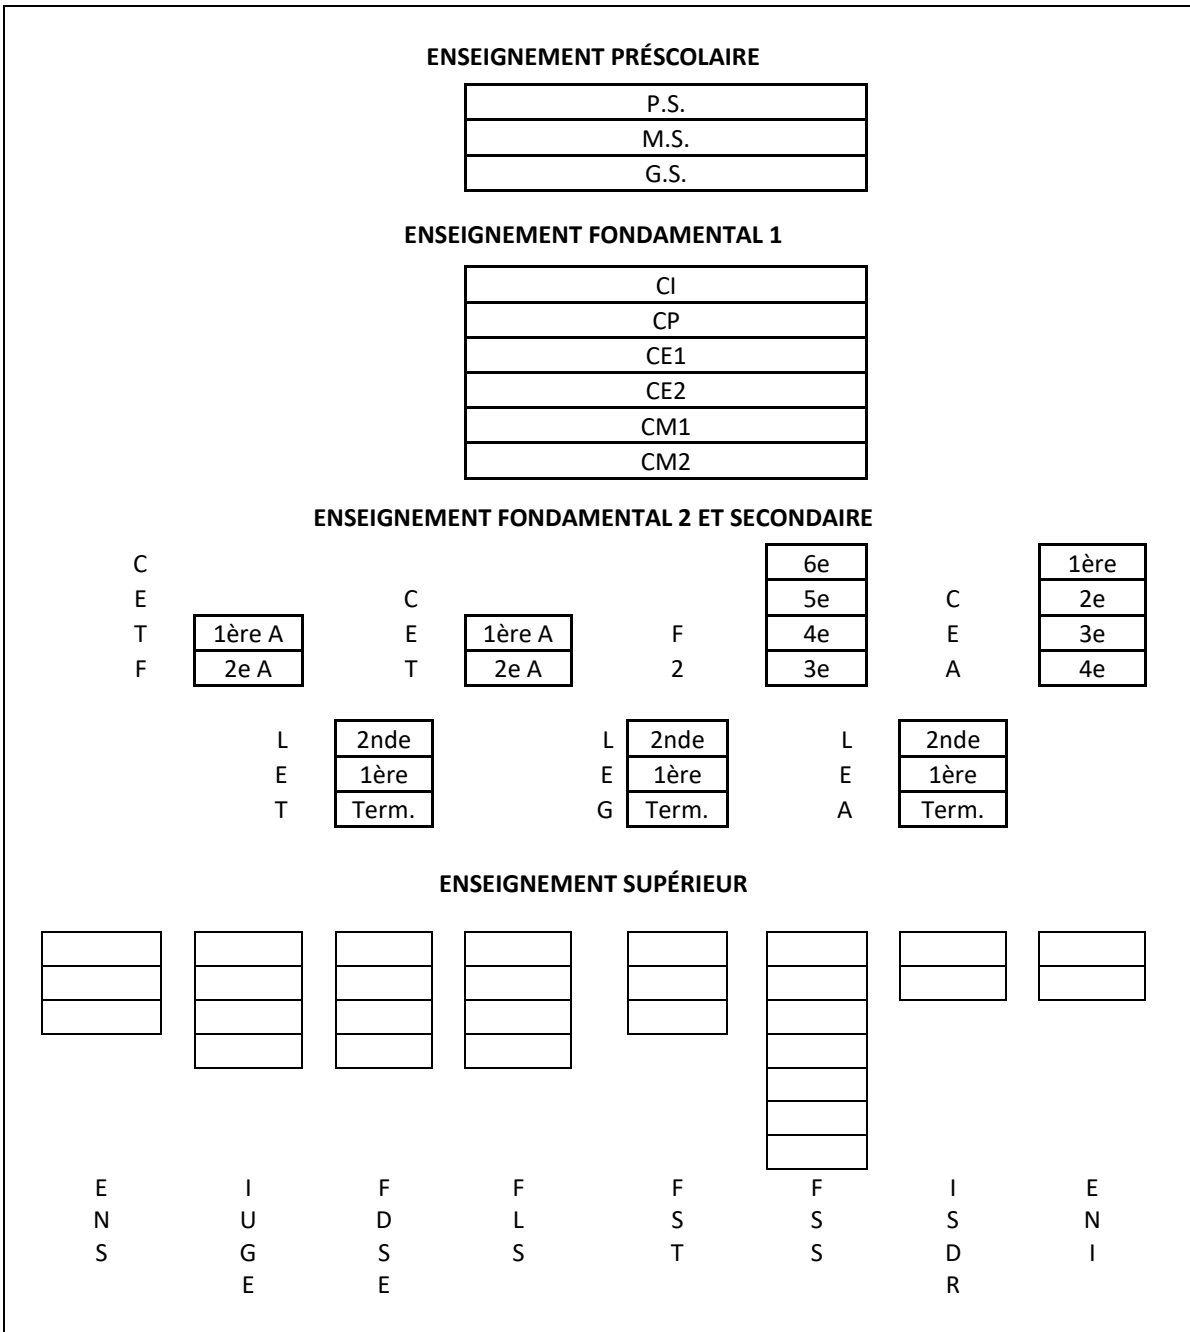 ENSEIGNEMENT PRÉSCOLAIRE
P.S.
M.S.
G.S.
ENSEIGNEMENT FONDAMENTAL 1
CI
CP
CE1
CE2
CM1
CM2
ENSEIGNEMENT FONDAMENTAL 2 ET SECONDAIRE
C 6e 1ère
E C 5e C 2e
T 1ère A E 1ère A F 4e E 3e
F 2e A T 2e A 2 3e A 4e
L 2nde L 2nde L 2nde
E 1ère E 1ère E 1ère
T Term. G Term. A Term.
ENSEIGNEMENT SUPÉRIEUR
E I F F F F I E
N U D L S S S N
S G S S T S D I
E E R